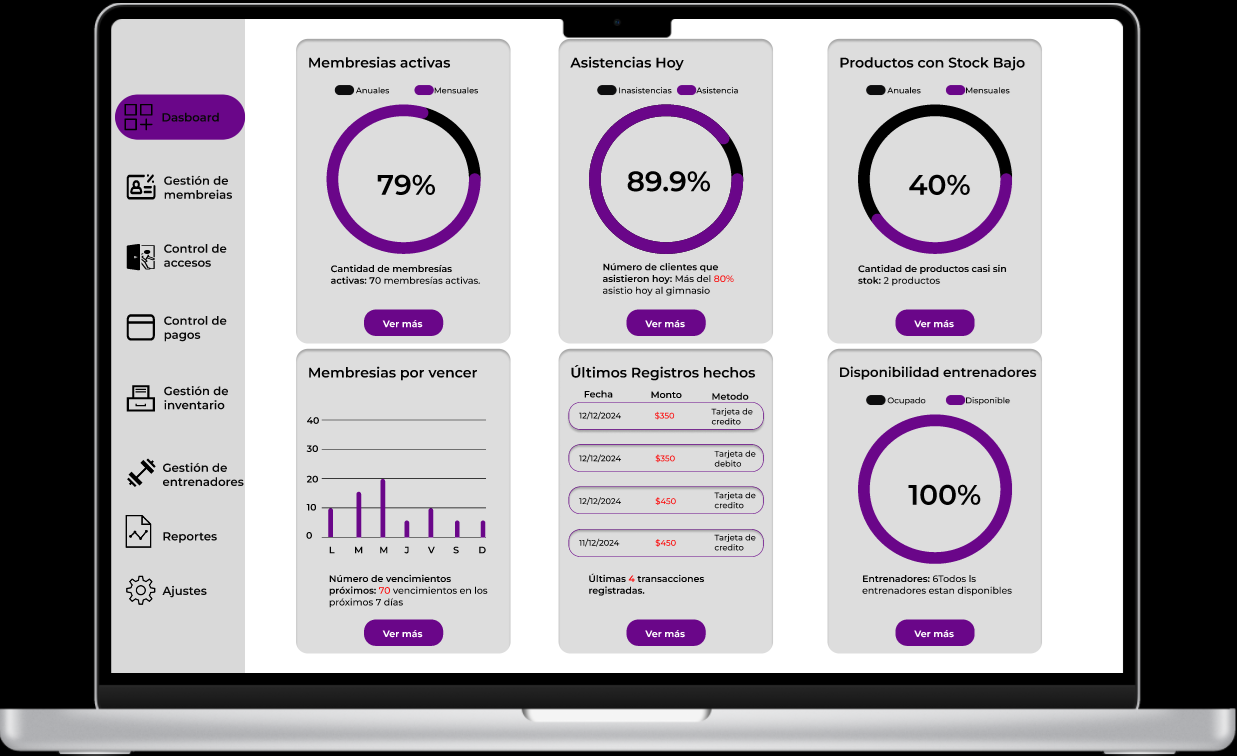 Dasboard
Gestión de
membreias
Control de
accesos
Control de
pagos
Gestión de
inventario
Gestión de
entrenadores
Reportes
Ajustes
Membresias activas
Anuales Mensuales
79%
Cantidad de membresías
activas: 70 membresías activas.
Ver más
Asistencias Hoy
Inasistencias Asistencia
89.9%
Número de clientes que
asistieron hoy: Más del 80%
asistio hoy al gimnasio
Ver más
Productos con Stock Bajo
Anuales Mensuales
40%
Cantidad de productos casi sin
stok: 2 productos
Ver más
Membresias por vencer
40
30
20
10
0
L M M J V S D
Número de vencimientos
próximos: 70 vencimientos en los
próximos 7 días
Ver más
Últimos Registros hechos
Fecha Monto Metodo
12/12/2024 $350 Tarjeta de
credito
12/12/2024 $350 Tarjeta de
debito
12/12/2024 $450 Tarjeta de
credito
11/12/2024 $450 Tarjeta de
credito
Últimas 4 transacciones
registradas.
Ver más
Disponibilidad entrenadores
Ocupado Disponible
100%
Entrenadores: 6Todos ls
entrenadores estan disponibles
Ver más